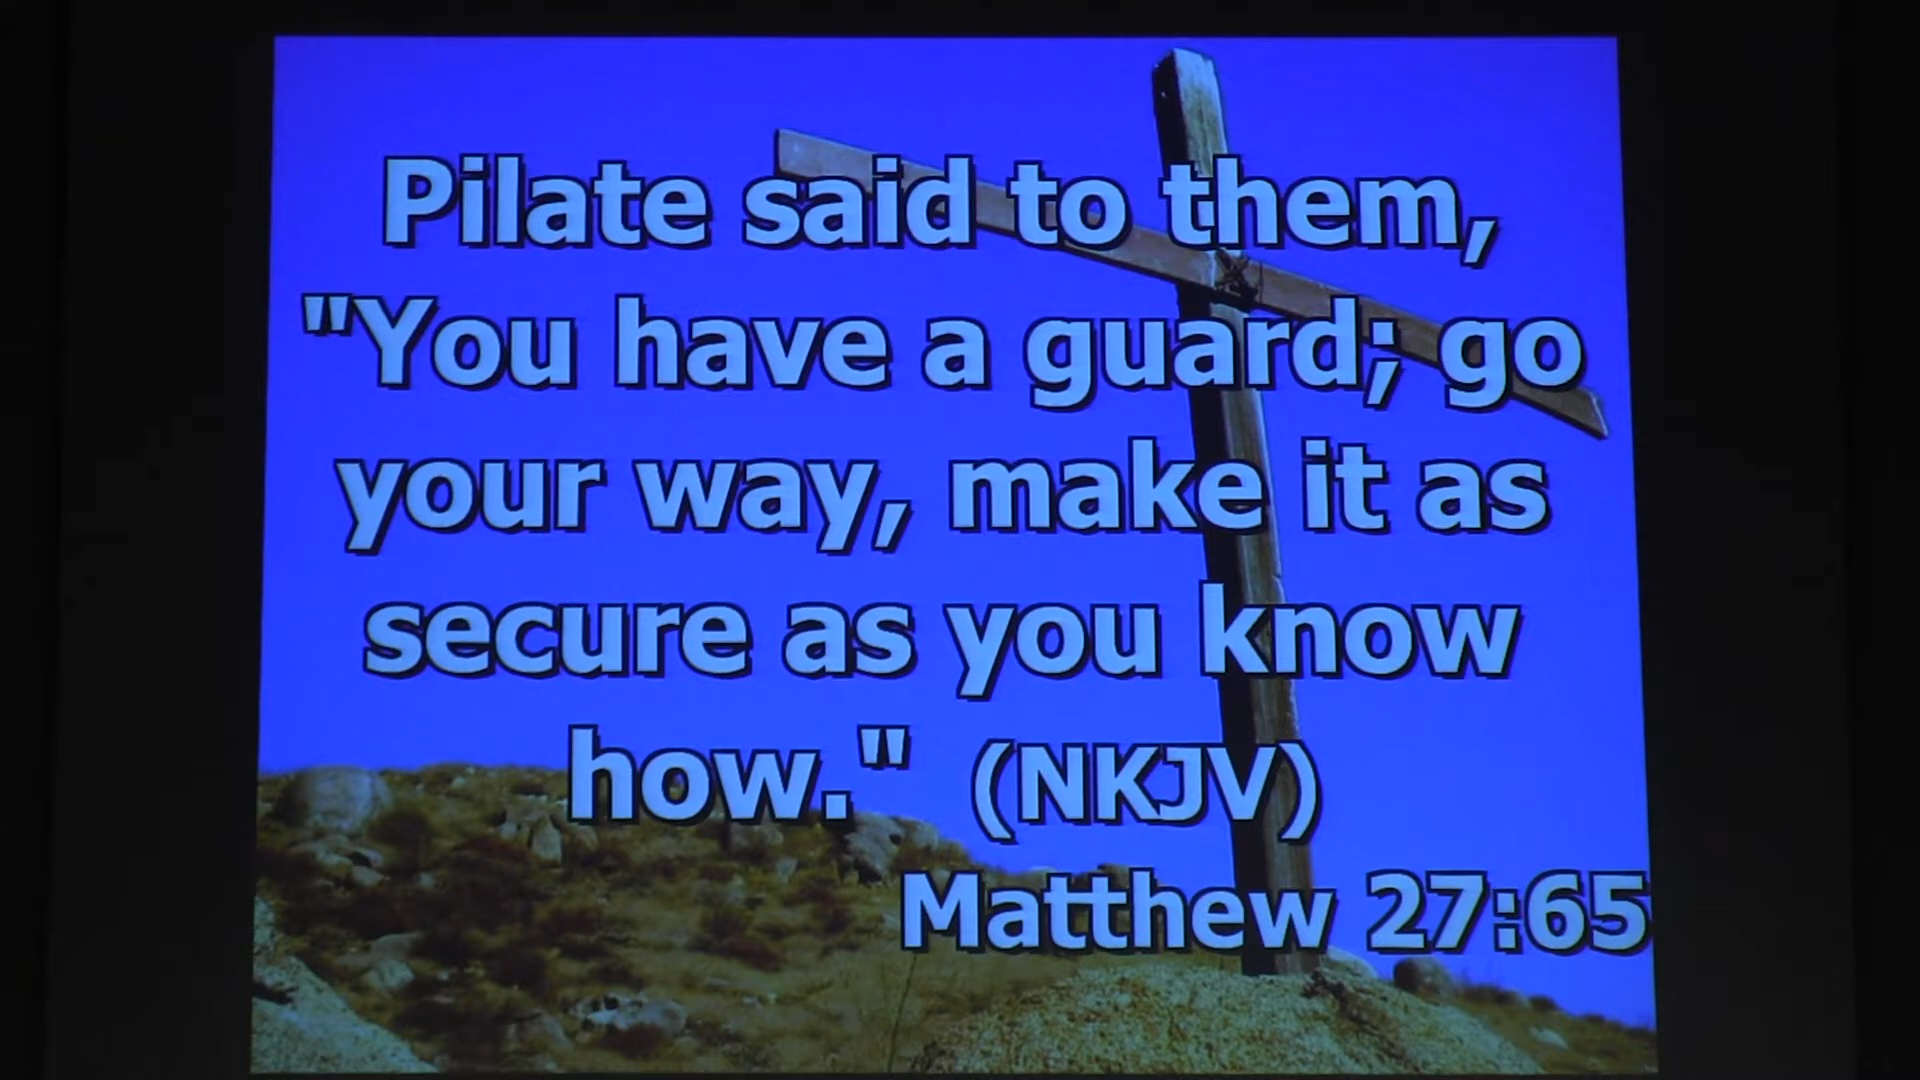 Pilate said to them,
"You have a guard; go
your way, make it as
secure as you know
how." (NKJV)
Matthew 27:65